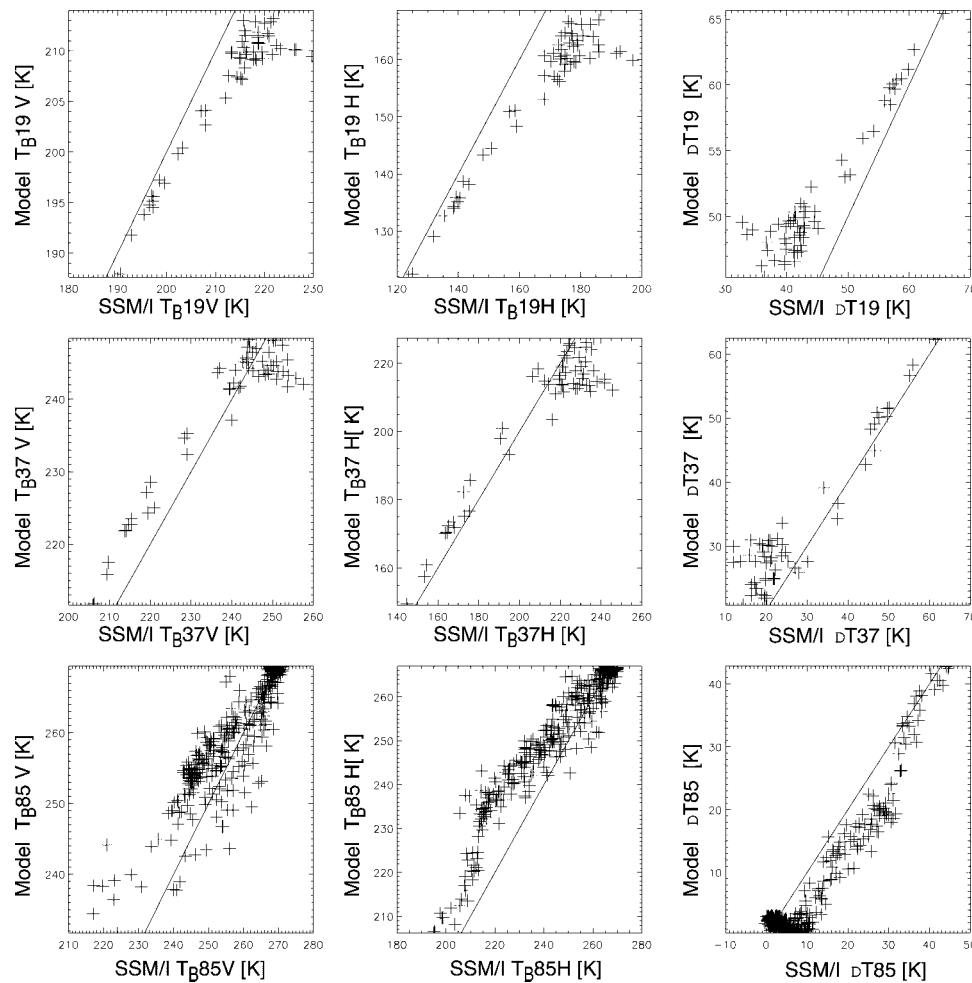 Model T_B19 V [K]
210
205
200
195
190
180 190 200 210 220 230
SSM/I T_B19V [K]
Model T_B19 H [K]
160
150
140
130
120 140 160 180 200
SSM/I T_B19H [K]
Model DT19 [K]
65
60
55
50
30 40 50 60 70
SSM/I DT19 [K]
Model T_B37 V [K]
240
230
220
200 210 220 230 240 250 260
SSM/I T_B37V [K]
Model T_B37 H[ K]
220
200
180
160
140 160 180 200 220 240 260
SSM/I T_B37H [K]
Model DT37 [K]
60
50
40
30
10 20 30 40 50 60 70
SSM/I DT37 [K]
Model T_B85 V [K]
260
250
240
210 220 230 240 250 260 270 280
SSM/I T_B85V [K]
Model T_B85 H[ K]
260
250
240
230
220
210
180 200 220 240 260 280
SSM/I T_B85H [K]
Model DT85 [K]
40
30
20
10
-10 0 10 20 30 40 50
SSM/I DT85 [K]